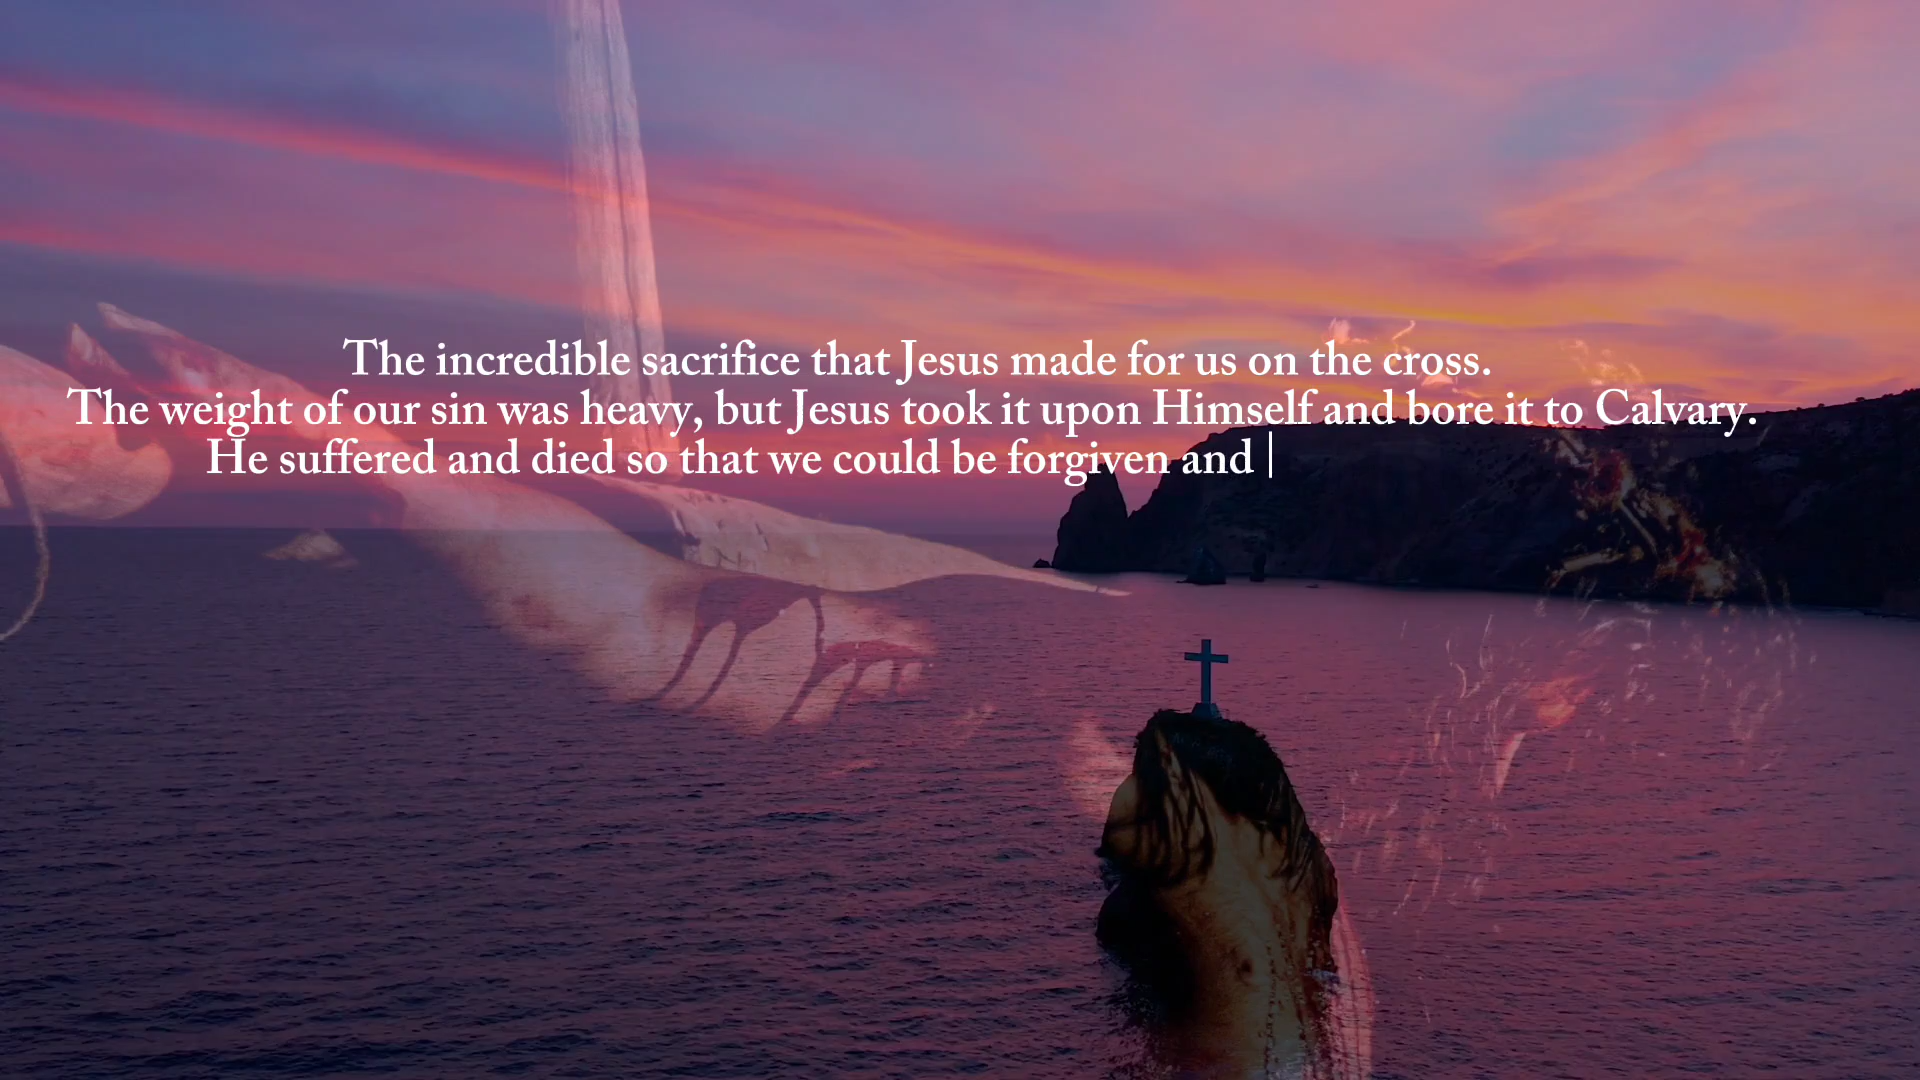 The incredible sacrifice that Jesus made for us on the cross.
The weight of our sin was heavy, but Jesus took it upon Himself and bore it to Calvary.
He suffered and died so that we could be forgiven and